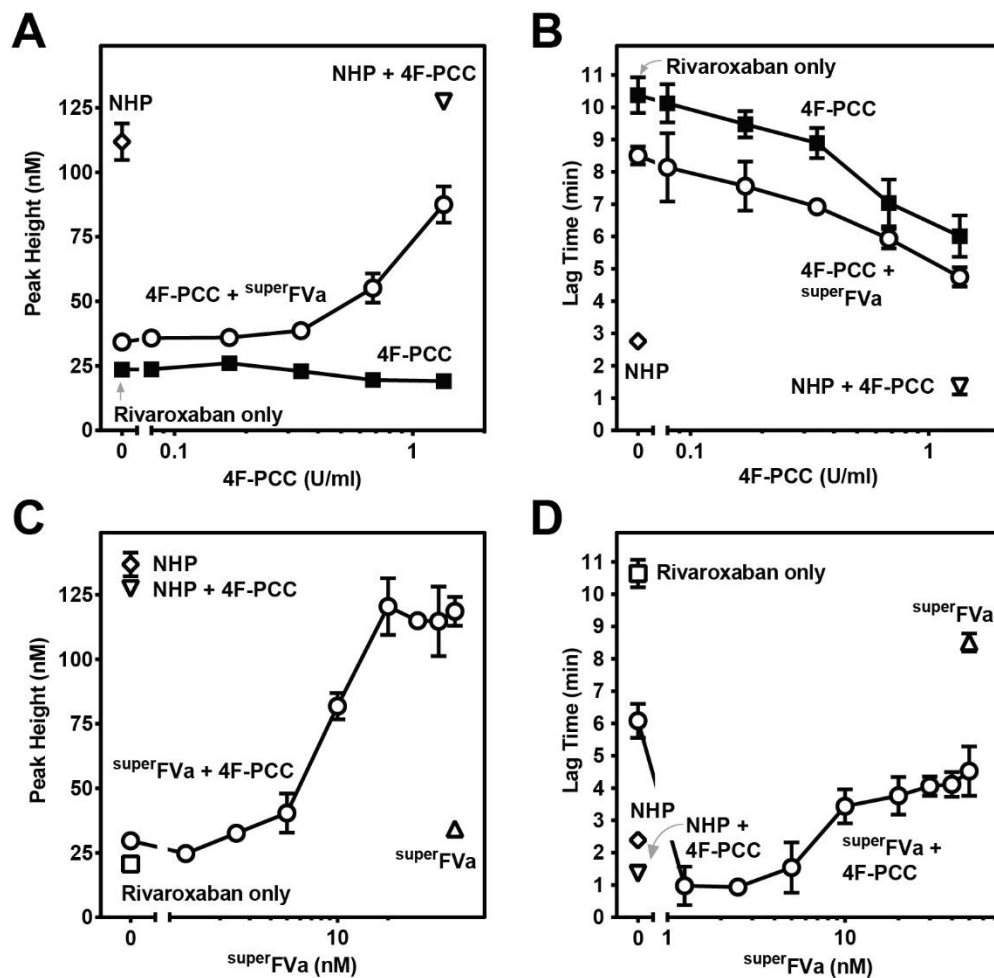 A
Peak Height (nM)
125
100
75
50
25
0
NHP
NHP + 4F-PCC
4F-PCC + superFVa
4F-PCC
Rivaroxaban only
0
0.1
1
4F-PCC (U/ml)
B
Lag Time (min)
11
10
9
8
7
6
5
4
3
2
1
0
Rivaroxaban only
4F-PCC
4F-PCC +
superFVa
NHP
NHP + 4F-PCC
0
0.1
1
4F-PCC (U/ml)
C
Peak Height (nM)
125
100
75
50
25
0
NHP
NHP + 4F-PCC
superFVa + 4F-PCC
superFVa
Rivaroxaban only
0
10
superFVa (nM)
D
Lag Time (min)
11
10
9
8
7
6
5
4
3
2
1
0
Rivaroxaban only
superFVa
NHP
NHP +
4F-PCC
superFVa +
4F-PCC
0
1
10
superFVa (nM)